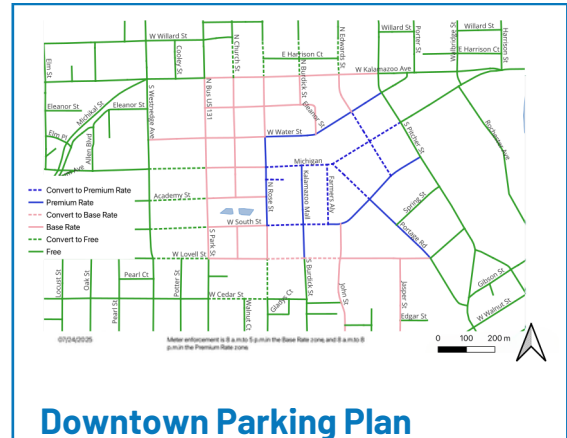 W Willard St
Willard St
Willard St
Elm St
Cooley St
N Church St
N Edwards St
Porter St
Walbridge St
Harrison St
E Harrison Ct
E Harrison Ct
N Burdick St
W Kalamazoo Ave
Michikal St
S Westnedge Ave
N Bus US131
Eleanor St
Eleanor St
Eleanor St
W Water St
S Pitcher St
Rochester Ave
Elm Pl
Allen Blvd
Michigan
Convert to Premium Rate
Premium Rate
Convert to Base Rate
Base Rate
Convert to Free
Free
Academy St
N Rose St
Kalamazoo Mall
Farmers Aly
Spring St
W South St
Portage Rd
S Park St
W Lovell St
Locust St
Oak St
Pearl Ct
Pearl St
Potter St
W Cedar St
Walnut Ct
Gladys Ct
S Burdick St
John St
Jasper St
Edgar St
Gibson St
W Walnut St
07/24/2025
Meter enforcement is 8 a.m.to 5 p.m.in the Base Rate zone, and 8 a.m.to 8
p.m.in the Premium Rate zone
0 100 200 m
Downtown Parking Plan